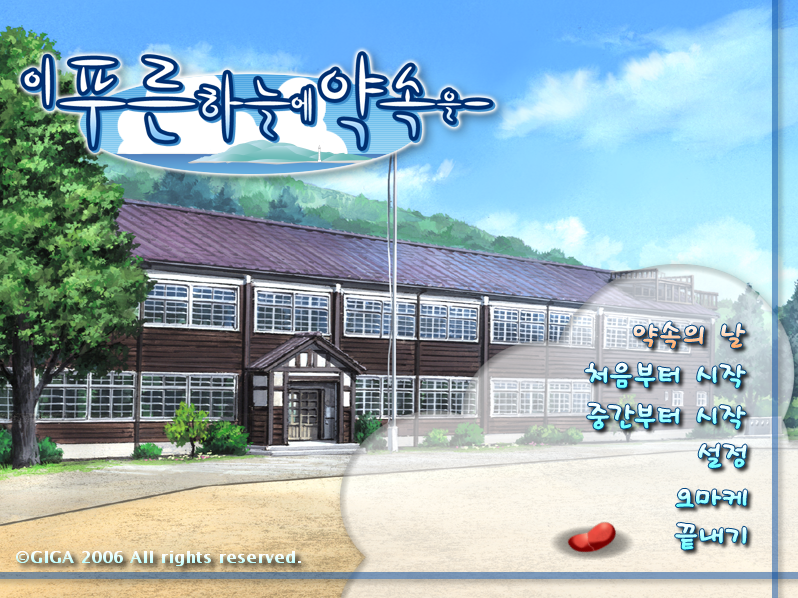 이 푸른 하늘에 약속을-
약속의 날
처음부터 시작
중간부터 시작
설정
오마케
끝내기
©GIGA 2006 All rights reserved.